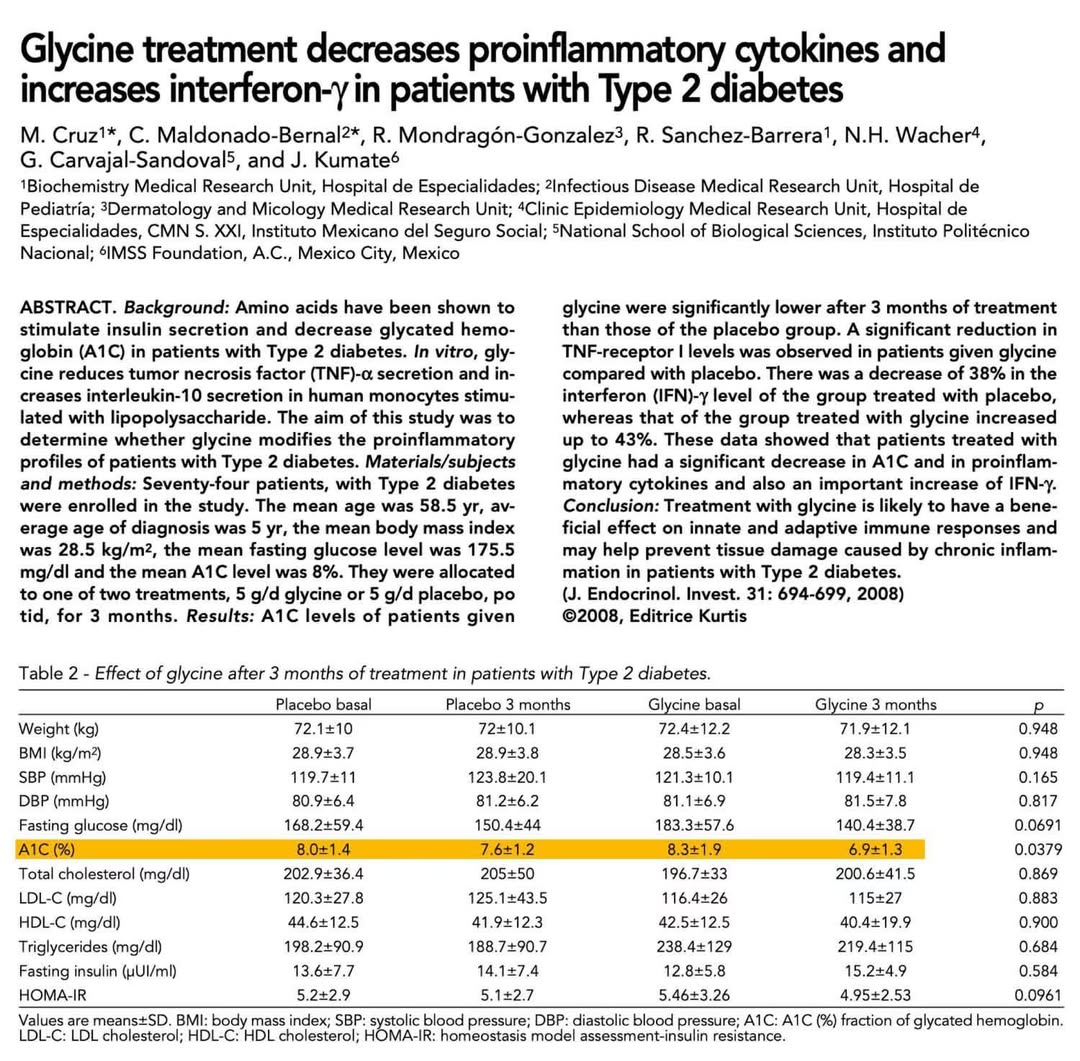 Glycine treatment decreases proinflammatory cytokines and
increases interferon-γ in patients with Type 2 diabetes
M. Cruz1*, C. Maldonado-Bernal2*, R. Mondragón-Gonzalez3, R. Sanchez-Barrera1, N.H. Wacher4,
G. Carvajal-Sandoval5, and J. Kumate6
1Biochemistry Medical Research Unit, Hospital de Especialidades; 2Infectious Disease Medical Research Unit, Hospital de
Pediatría; 3Dermatology and Micology Medical Research Unit; 4Clinic Epidemiology Medical Research Unit, Hospital de
Especialidades, CMN S. XXI, Instituto Mexicano del Seguro Social; 5National School of Biological Sciences, Instituto Politécnico
Nacional; 6IMSS Foundation, A.C., Mexico City, Mexico
ABSTRACT. Background: Amino acids have been shown to
stimulate insulin secretion and decrease glycated hemo-
globin (A1C) in patients with Type 2 diabetes. In vitro, gly-
cine reduces tumor necrosis factor (TNF)-α secretion and in-
creases interleukin-10 secretion in human monocytes stimu-
lated with lipopolysaccharide. The aim of this study was to
determine whether glycine modifies the proinflammatory
profiles of patients with Type 2 diabetes. Materials/subjects
and methods: Seventy-four patients, with Type 2 diabetes
were enrolled in the study. The mean age was 58.5 yr, av-
erage age of diagnosis was 5 yr, the mean body mass index
was 28.5 kg/m2, the mean fasting glucose level was 175.5
mg/dl and the mean A1C level was 8%. They were allocated
to one of two treatments, 5 g/d glycine or 5 g/d placebo, po
tid, for 3 months. Results: A1C levels of patients given
glycine were significantly lower after 3 months of treatment
than those of the placebo group. A significant reduction in
TNF-receptor I levels was observed in patients given glycine
compared with placebo. There was a decrease of 38% in the
interferon (IFN)-γ level of the group treated with placebo,
whereas that of the group treated with glycine increased
up to 43%. These data showed that patients treated with
glycine had a significant decrease in A1C and in proinflam-
matory cytokines and also an important increase of IFN-γ.
Conclusion: Treatment with glycine is likely to have a bene-
ficial effect on innate and adaptive immune responses and
may help prevent tissue damage caused by chronic inflam-
mation in patients with Type 2 diabetes.
(J. Endocrinol. Invest. 31: 694-699, 2008)
©2008, Editrice Kurtis
Table 2 - Effect of glycine after 3 months of treatment in patients with Type 2 diabetes.
Placebo basal Placebo 3 months Glycine basal Glycine 3 months p
Weight (kg) 72.1±10 72±10.1 72.4±12.2 71.9±12.1 0.948
BMI (kg/m2) 28.9±3.7 28.9±3.8 28.5±3.6 28.3±3.5 0.948
SBP (mmHg) 119.7±11 123.8±20.1 121.3±10.1 119.4±11.1 0.165
DBP (mmHg) 80.9±6.4 81.2±6.2 81.1±6.9 81.5±7.8 0.817
Fasting glucose (mg/dl) 168.2±59.4 150.4±44 183.3±57.6 140.4±38.7 0.0691
A1C (%) 8.0±1.4 7.6±1.2 8.3±1.9 6.9±1.3 0.0379
Total cholesterol (mg/dl) 202.9±36.4 205±50 196.7±33 200.6±41.5 0.869
LDL-C (mg/dl) 120.3±27.8 125.1±43.5 116.4±26 115±27 0.883
HDL-C (mg/dl) 44.6±12.5 41.9±12.3 42.5±12.5 40.4±19.9 0.900
Triglycerides (mg/dl) 198.2±90.9 188.7±90.7 238.4±129 219.4±115 0.684
Fasting insulin (µUI/ml) 13.6±7.7 14.1±7.4 12.8±5.8 15.2±4.9 0.584
HOMA-IR 5.2±2.9 5.1±2.7 5.46±3.26 4.95±2.53 0.0961
Values are means±SD. BMI: body mass index; SBP: systolic blood pressure; DBP: diastolic blood pressure; A1C: A1C (%) fraction of glycated hemoglobin.
LDL-C: LDL cholesterol; HDL-C: HDL cholesterol; HOMA-IR: homeostasis model assessment-insulin resistance.